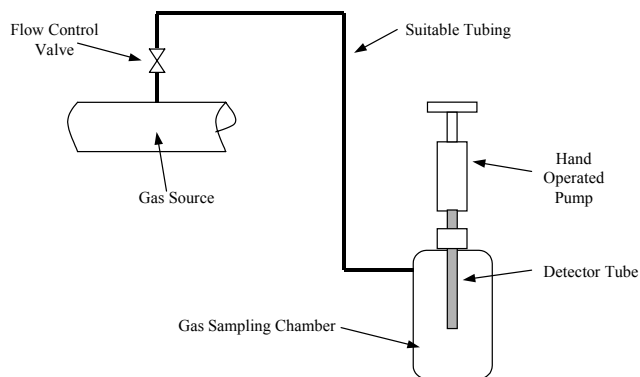 Flow Control
Valve
Suitable Tubing
Hand
Operated
Pump
Gas Source
Detector Tube
Gas Sampling Chamber